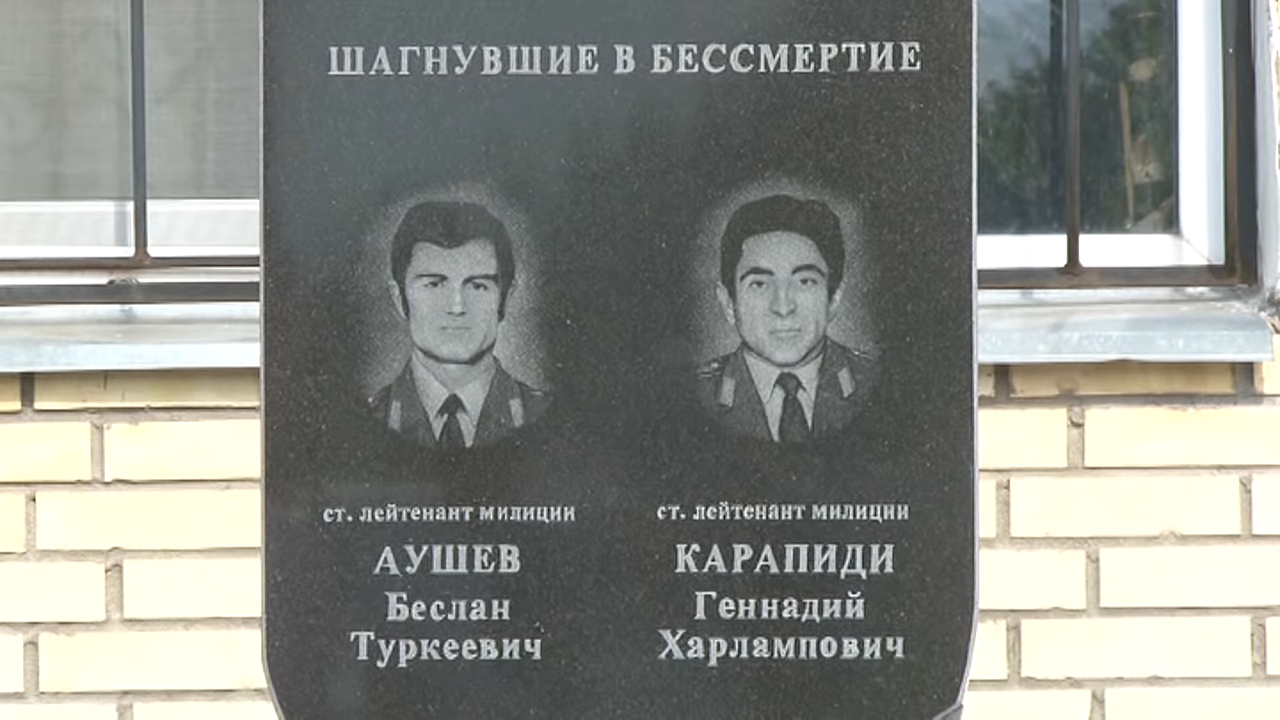 ШАГНУВШИЕ В БЕССМЕРТИЕ
ст. лейтенант милиции
АУШЕВ
Беслан
Туркеевич
ст. лейтенант милиции
КАРАПИДИ
Геннадий
Харлампович